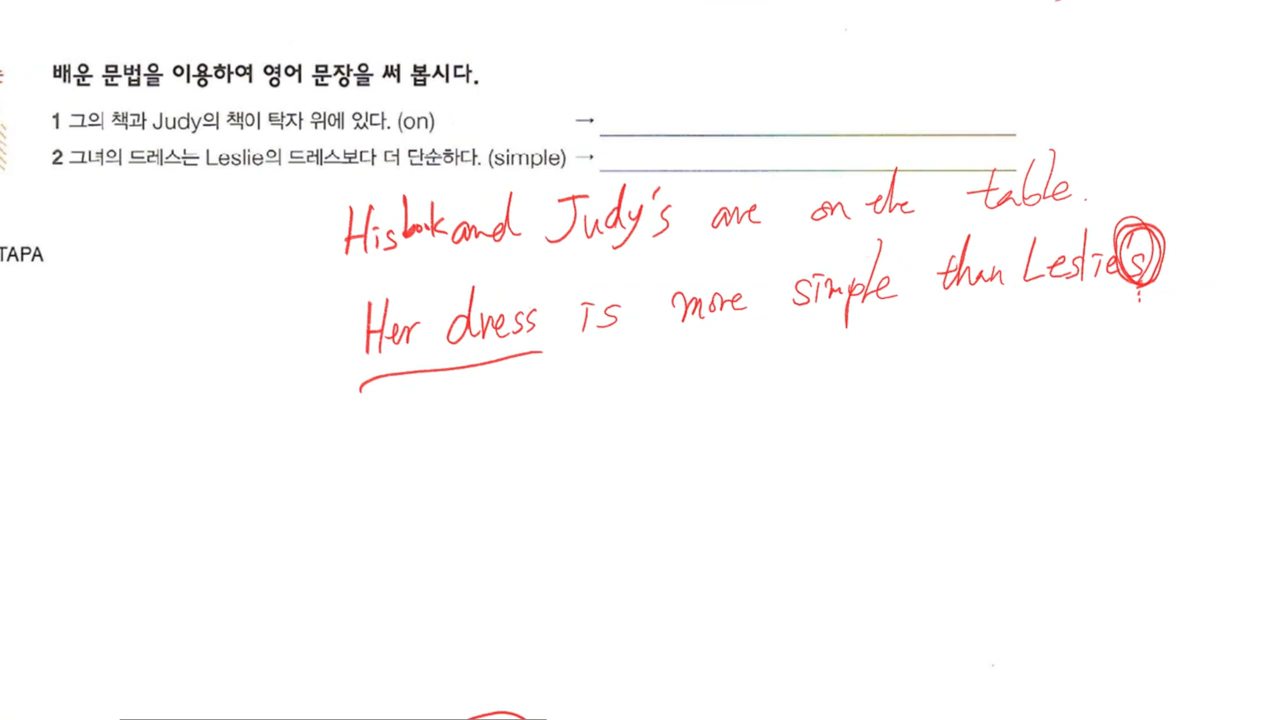 배운 문법을 이용하여 영어 문장을 써 봅시다.
1 그의 책과 Judy의 책이 탁자 위에 있다. (on) →
2 그녀의 드레스는 Leslie의 드레스보다 더 단순하다. (simple) →
His book and Judy's are on the table.
TAPA
Her dress is more simple than Leslie's